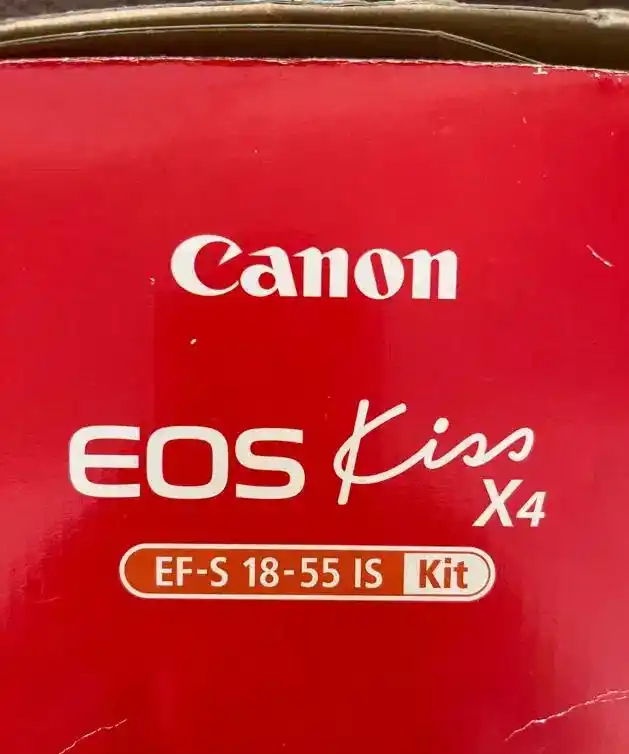 Canon
EOS Kiss X4
EF-S 18-55 IS Kit